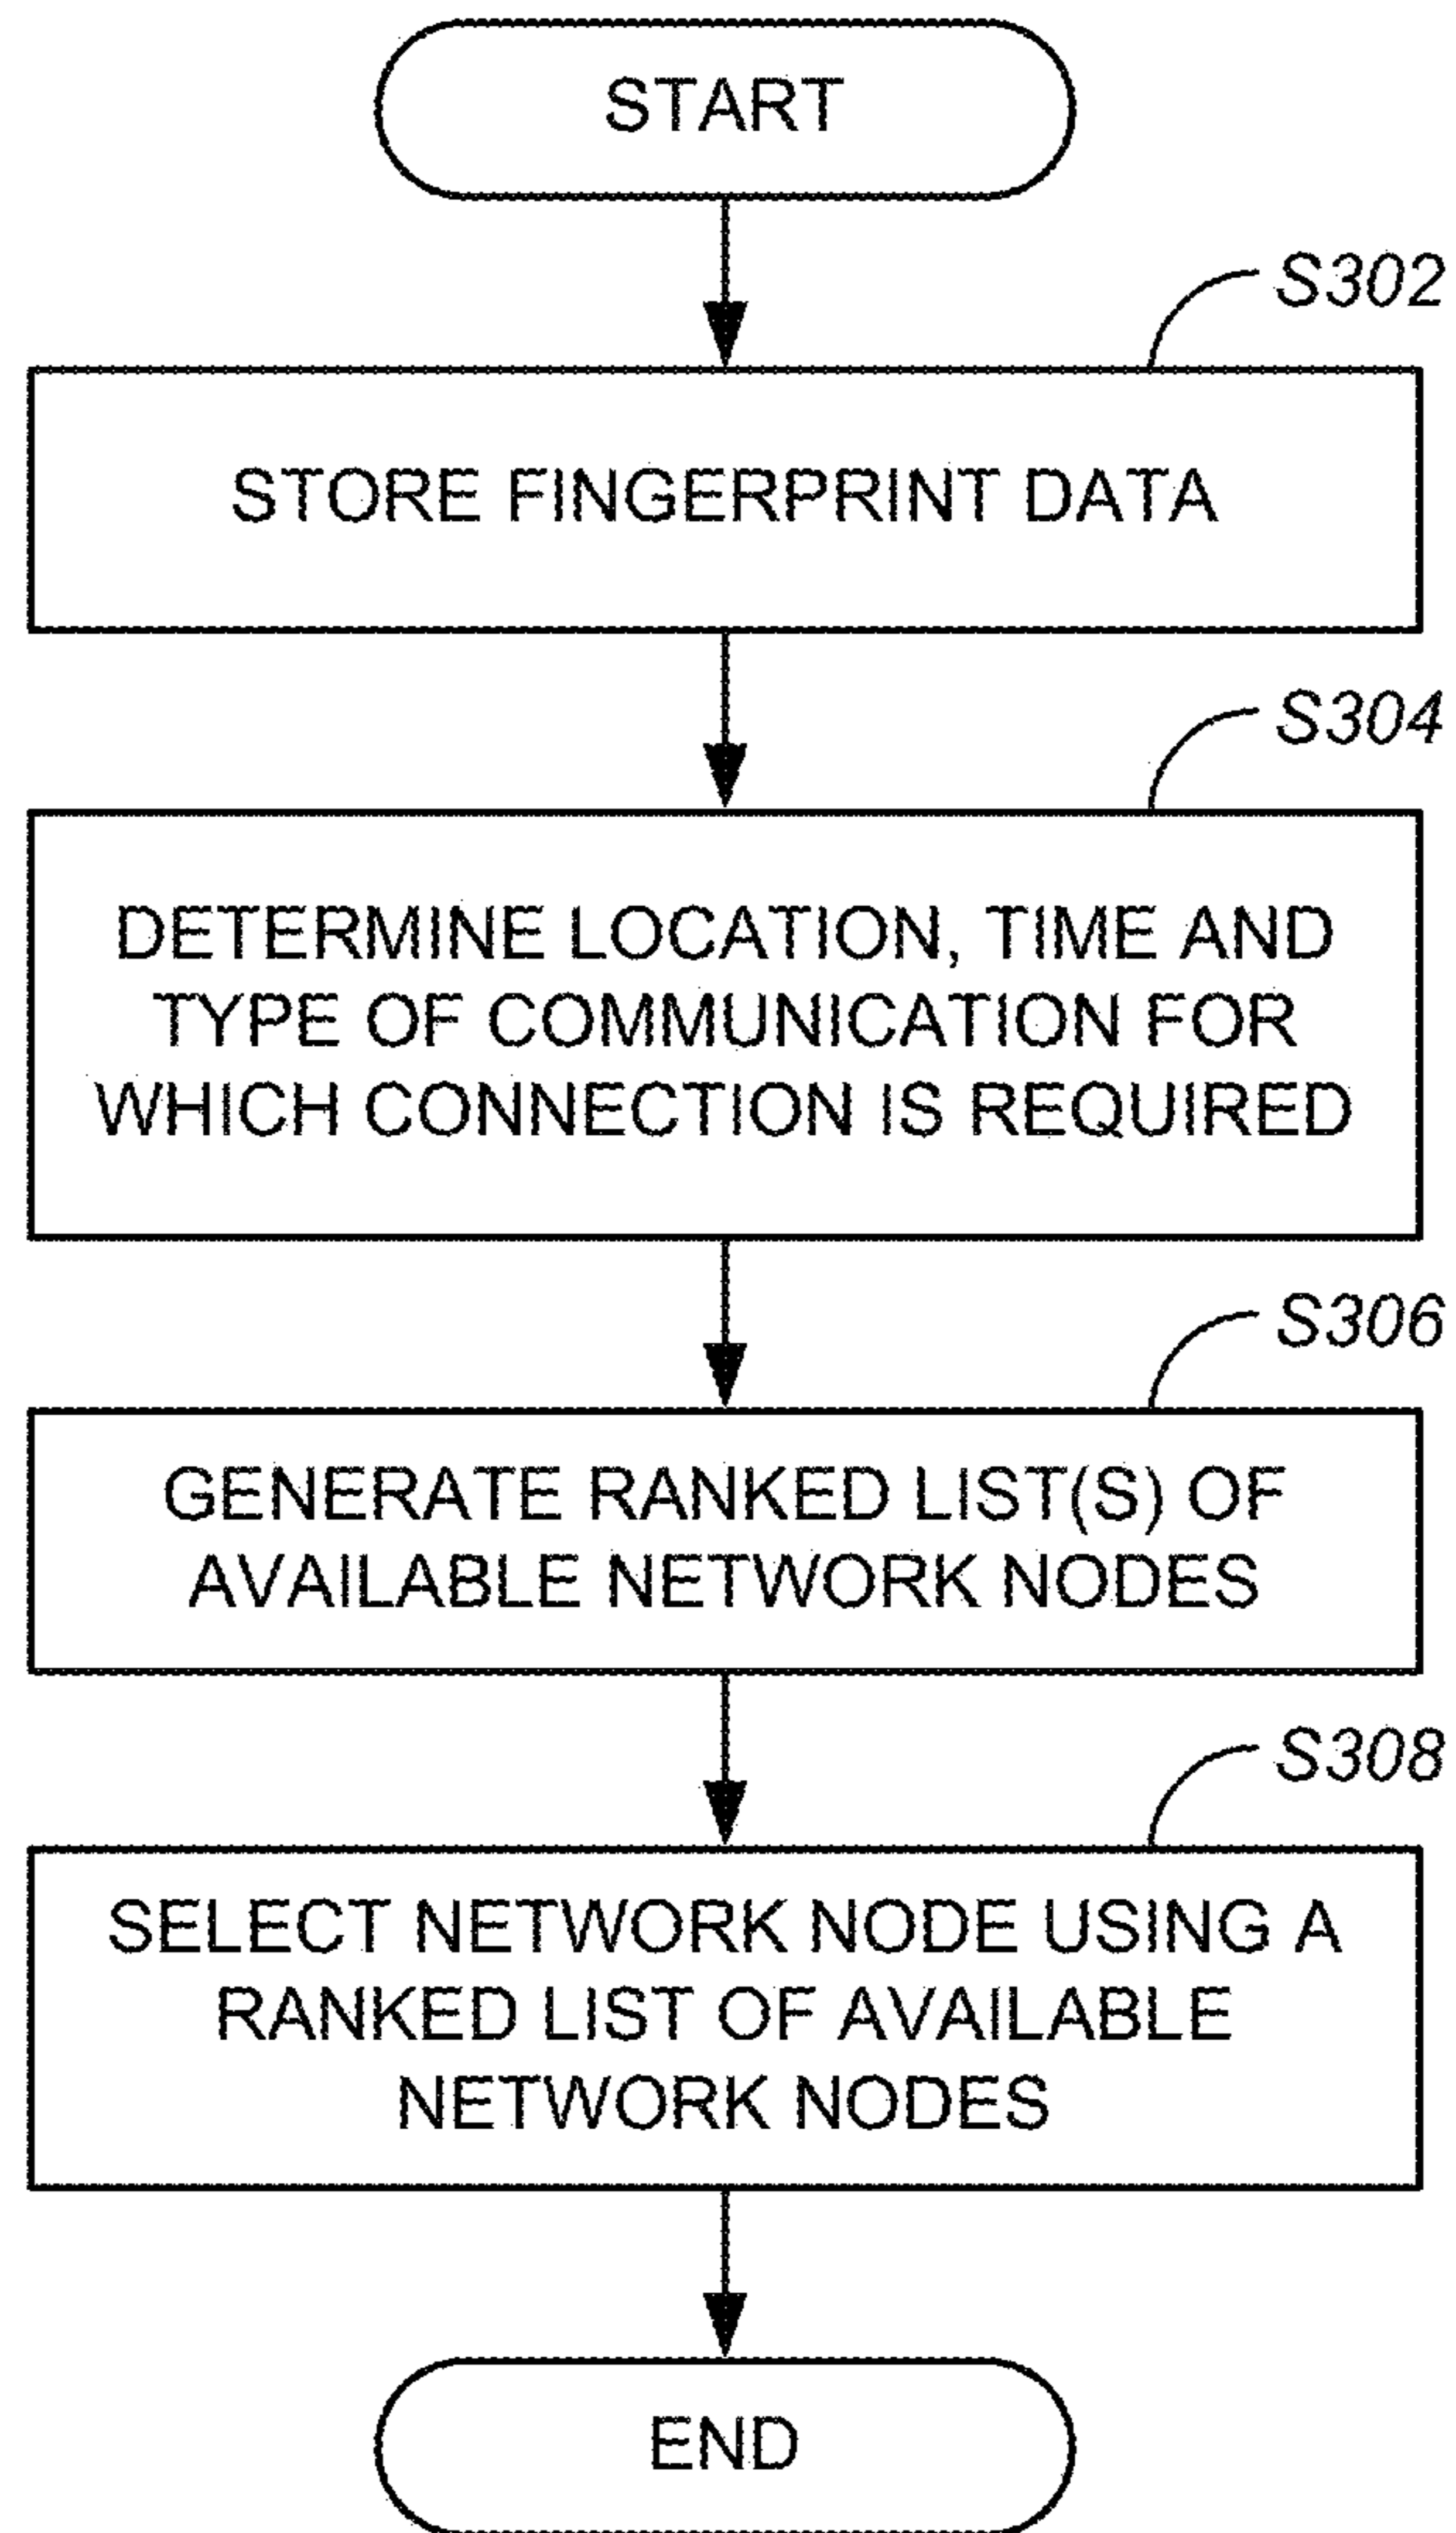 START
S302
STORE FINGERPRINT DATA
S304
DETERMINE LOCATION, TIME AND
TYPE OF COMMUNICATION FOR
WHICH CONNECTION IS REQUIRED
S306
GENERATE RANKED LIST(S) OF
AVAILABLE NETWORK NODES
S308
SELECT NETWORK NODE USING A
RANKED LIST OF AVAILABLE
NETWORK NODES
END